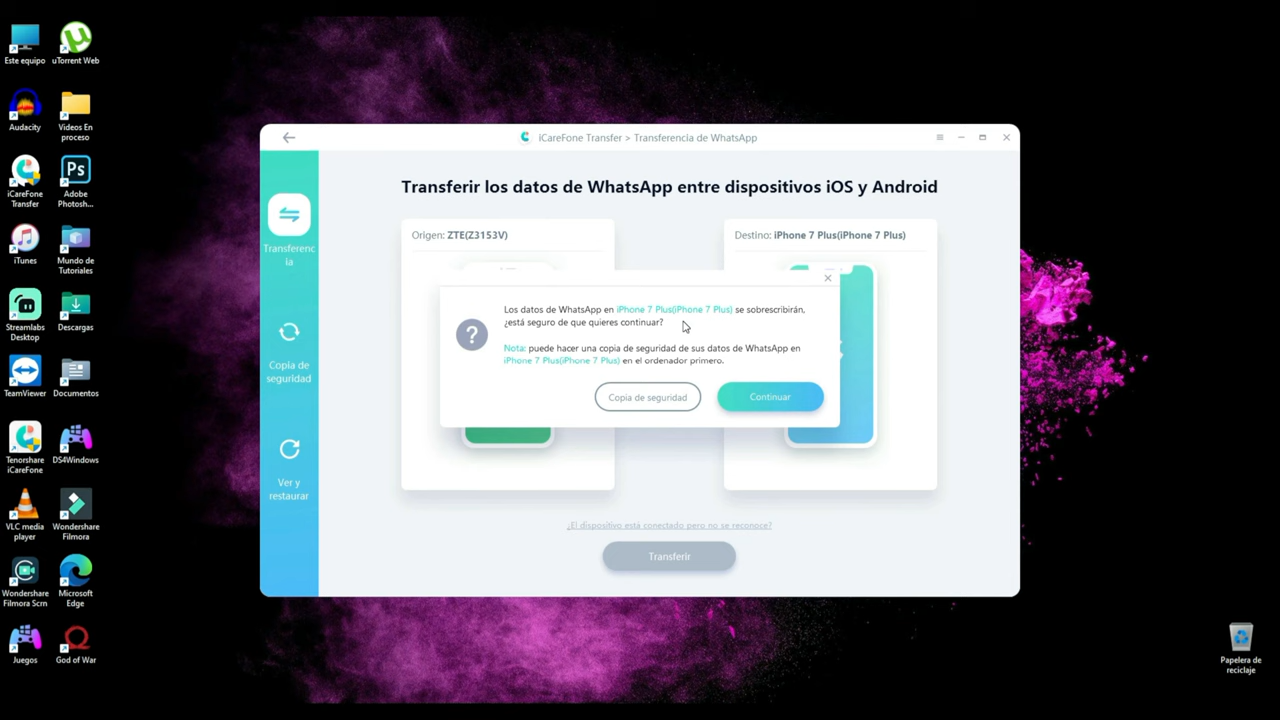 Este equipo
uTorrent Web
Audacity
Videos En
proceso
iCareFone
Transfer
Ps
Adobe
Photosh...
iTunes
Mundo de
Tutoriales
Streamlabs
Desktop
Descargas
TeamViewer
Documentos
Tenorshare
iCareFone
DS4Windows
VLC media
player
Wondershare
Filmora
Wondershare
Filmora Scrn
Microsoft
Edge
Juegos
God of War
iCareFone Transfer > Transferencia de WhatsApp
Transferenc
ia
Copia de
seguridad
Ver y
restaurar
Transferir los datos de WhatsApp entre dispositivos iOS y Android
Origen: ZTE(Z3153V)
Destino: iPhone 7 Plus(iPhone 7 Plus)
Los datos de WhatsApp en iPhone 7 Plus(iPhone 7 Plus) se sobrescribirán,
¿está seguro de que quieres continuar?
Nota: puede hacer una copia de seguridad de sus datos de WhatsApp en
iPhone 7 Plus(iPhone 7 Plus) en el ordenador primero.
Copia de seguridad
Continuar
¿El dispositivo está conectado pero no se reconoce?
Transferir
Papelera de
reciclaje